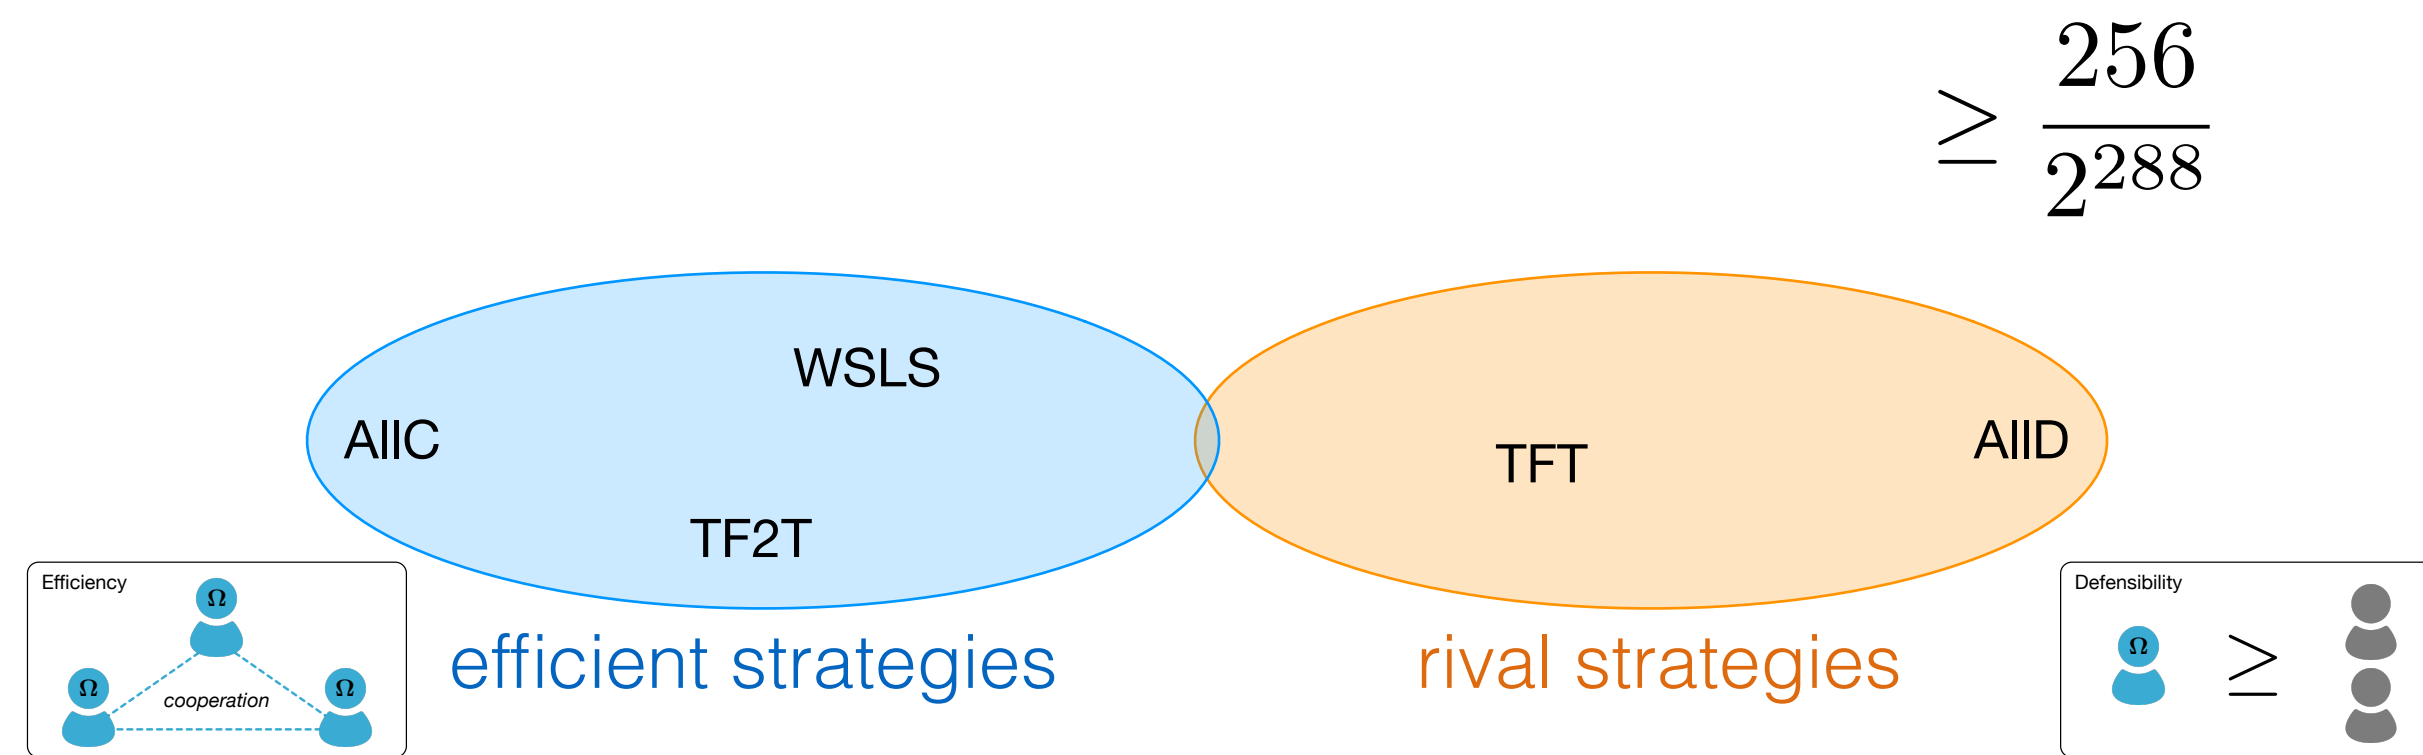 ≥ 256
2^288
WSLS
AllC
TFT
AllD
TF2T
Efficiency
Ω
Ω
Ω
cooperation
efficient strategies
rival strategies
Defensibility
Ω
≥